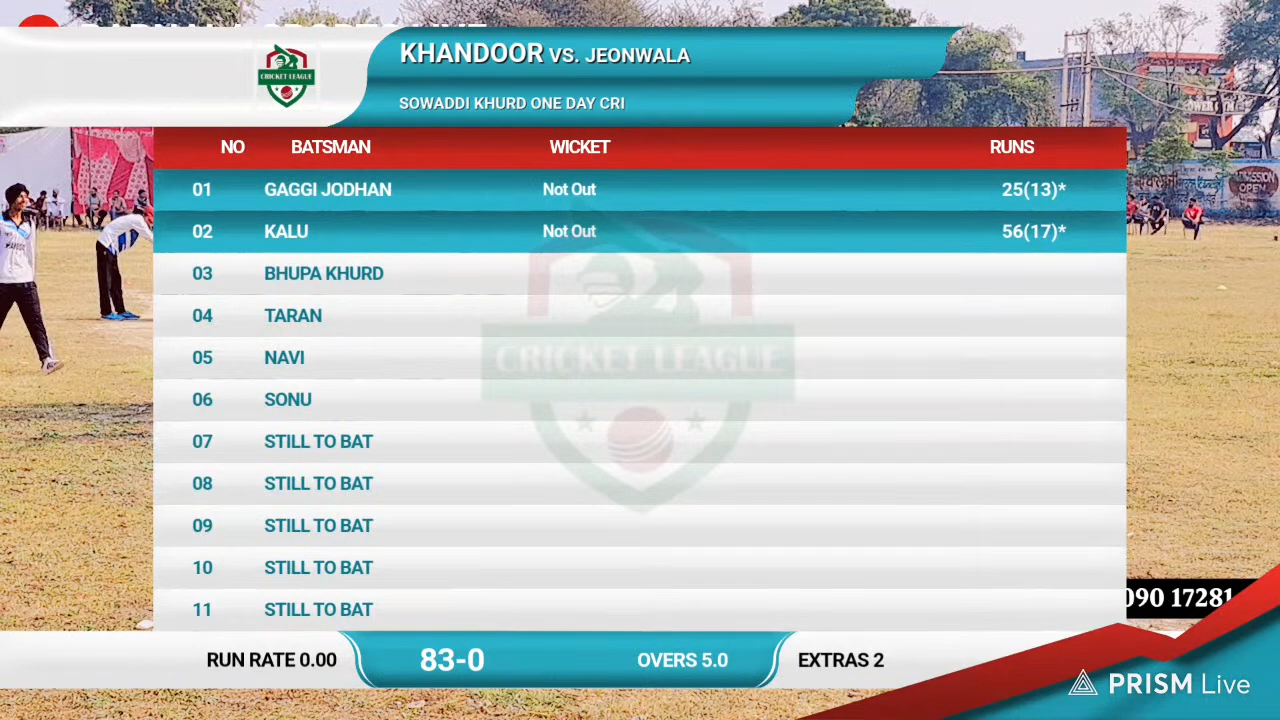 KHANDOOR VS. JEONWALA
CRICKET LEAGUE
SOWADDI KHURD ONE DAY CRI
NO BATSMAN WICKET RUNS
01 GAGGI JODHAN Not Out 25(13)*
02 KALU Not Out 56(17)*
03 BHUPA KHURD
04 TARAN
05 NAVI
CRICKET LEAGUE
06 SONU
07 STILL TO BAT
08 STILL TO BAT
09 STILL TO BAT
10 STILL TO BAT
11 STILL TO BAT
090 17281
RUN RATE 0.00 83-0 OVERS 5.0 EXTRAS 2
PRISM Live
OPEN